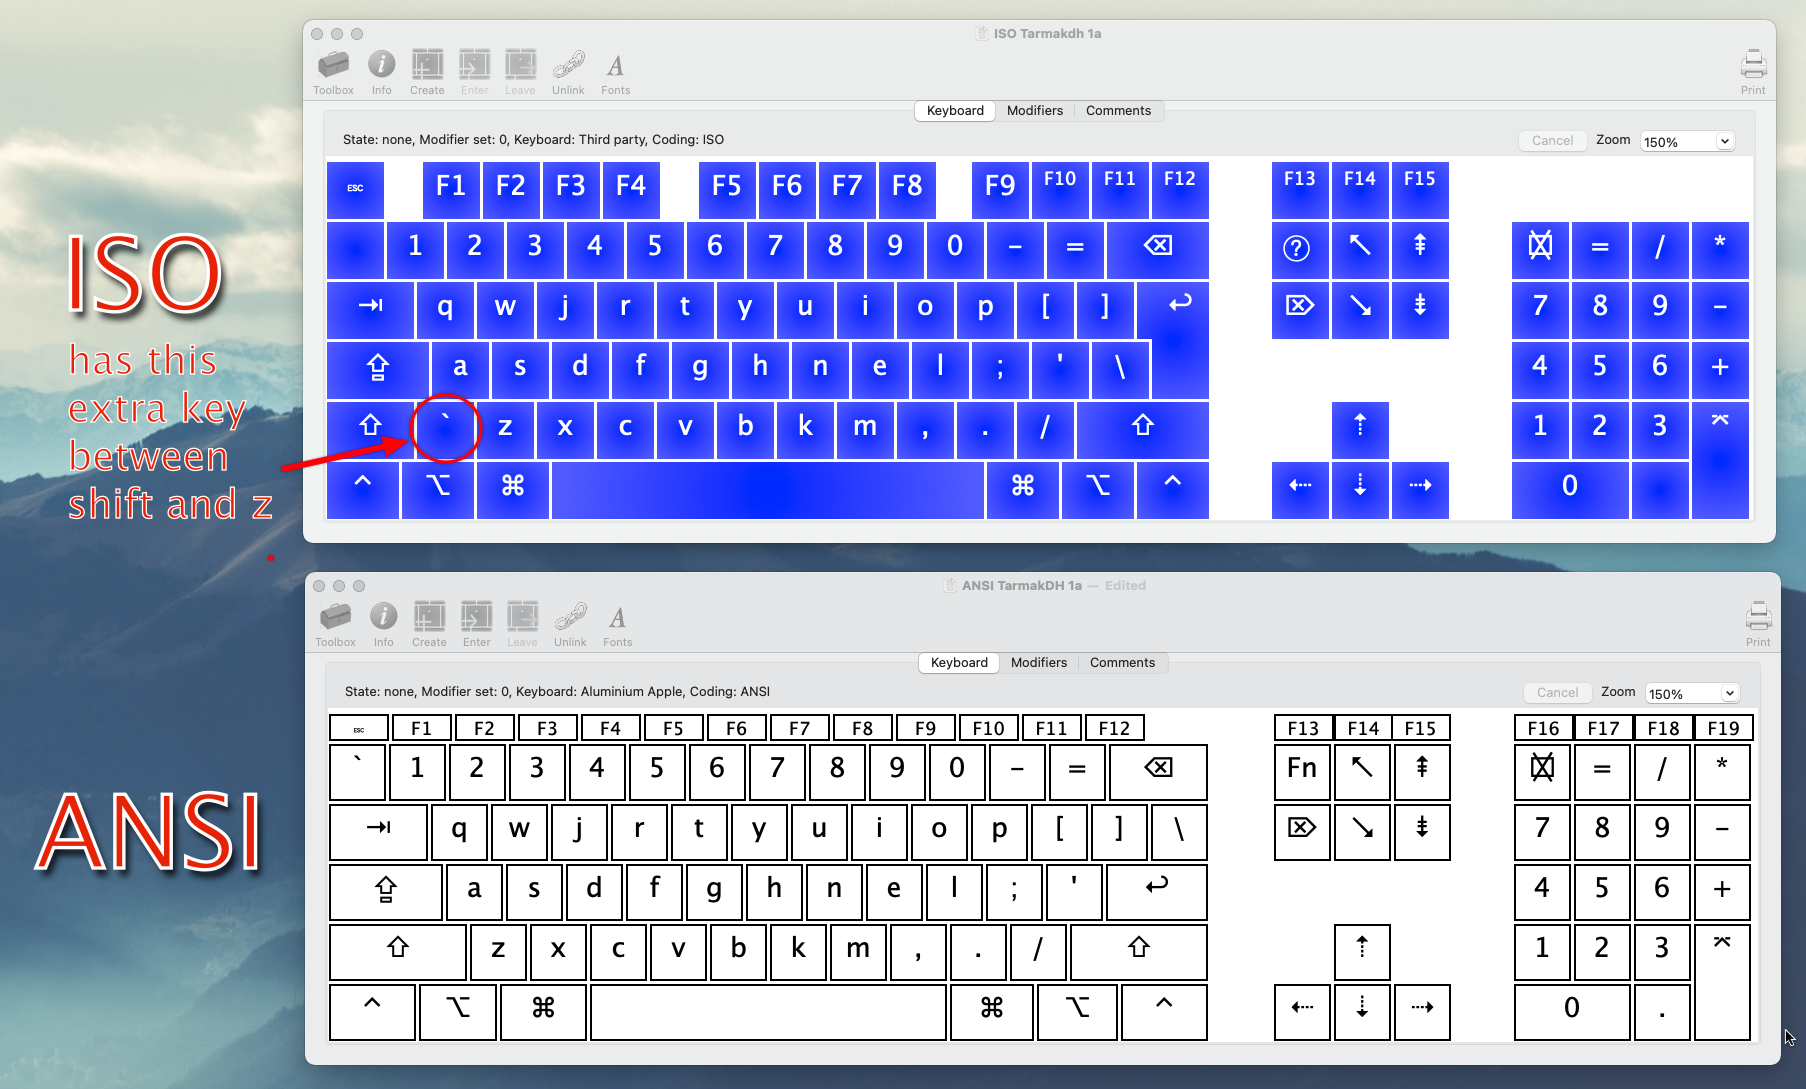 ISO Tarmakdh 1a
Toolbox Info Create Enter Leave Unlink Fonts Print
Keyboard Modifiers Comments
State: none, Modifier set: 0, Keyboard: Third party, Coding: ISO Cancel Zoom 150%
ESC F1 F2 F3 F4 F5 F6 F7 F8 F9 F10 F11 F12 F13 F14 F15
1 2 3 4 5 6 7 8 9 0 - = ⌫ ? ↖ ⇞ = / *
⇥ q w j r t y u i o p [ ] ↩ ⌦ ↘ ⇟ 7 8 9 -
⇪ a s d f g h n e l ; ' \ 4 5 6 +
⇧ ` z x c v b k m , . / ⇧ ⇡ 1 2 3 ⌤
^ ⌥ ⌘ ⌘ ⌥ ^ ⇠ ⇣ ⇢ 0
ISO
has this
extra key
between
shift and z
ANSI TarmakDH 1a — Edited
Toolbox Info Create Enter Leave Unlink Fonts Print
Keyboard Modifiers Comments
State: none, Modifier set: 0, Keyboard: Aluminium Apple, Coding: ANSI Cancel Zoom 150%
ESC F1 F2 F3 F4 F5 F6 F7 F8 F9 F10 F11 F12 F13 F14 F15 F16 F17 F18 F19
` 1 2 3 4 5 6 7 8 9 0 - = ⌫ Fn ↖ ⇞ = / *
⇥ q w j r t y u i o p [ ] \ ⌦ ↘ ⇟ 7 8 9 -
⇪ a s d f g h n e l ; ' ↩ 4 5 6 +
⇧ z x c v b k m , . / ⇧ ⇡ 1 2 3 ⌤
^ ⌥ ⌘ ⌘ ⌥ ^ ⇠ ⇣ ⇢ 0 .
ANSI